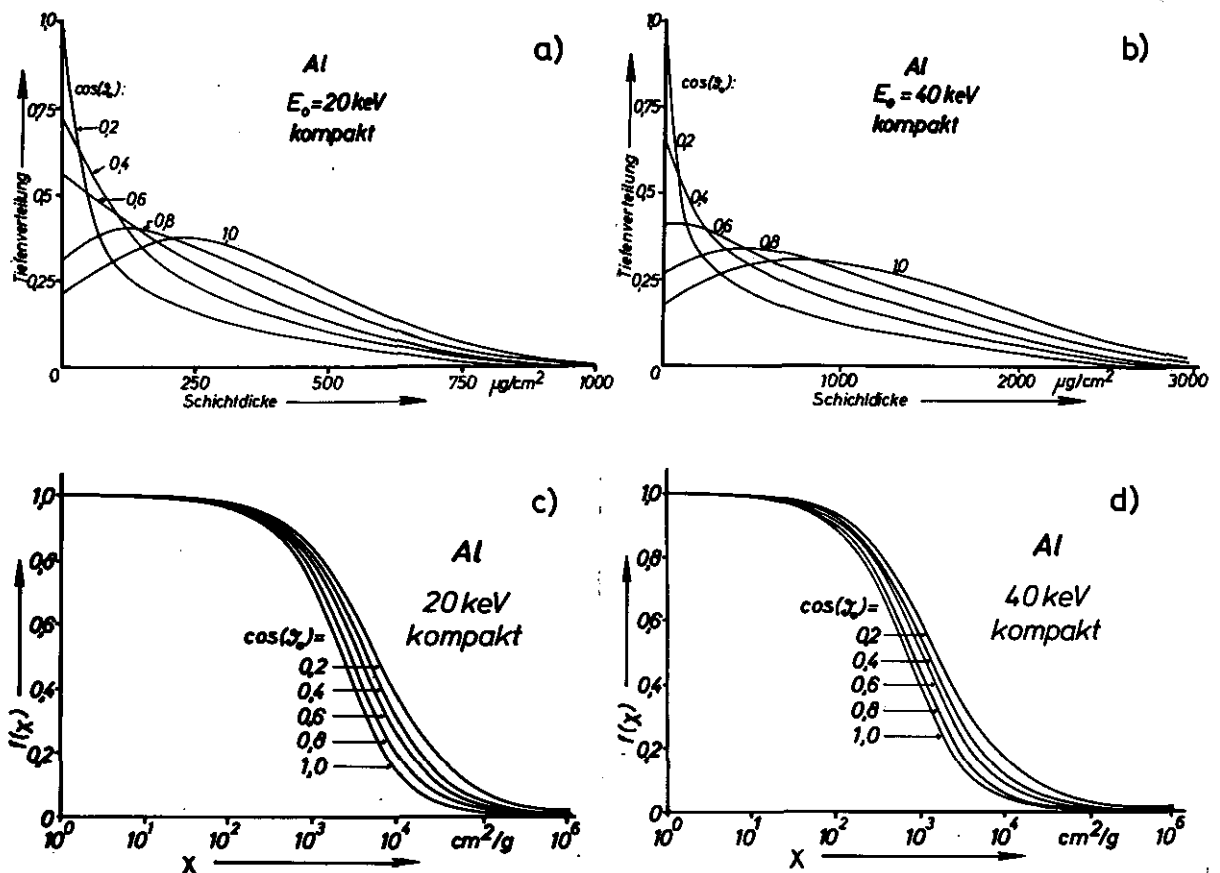 a)
Al
E₀=20 keV
kompakt
cos(ϑ₀):
0,2
0,4
0,6
0,8
1,0
Tiefenverteilung
1,0
0,75
0,5
0,25
0
250
500
750
µg/cm²
1000
Schichtdicke
b)
Al
E₀=40 keV
kompakt
cos(ϑ₀):
0,2
0,4
0,6
0,8
1,0
Tiefenverteilung
1,0
0,75
0,5
0,25
0
1000
2000
µg/cm²
3000
Schichtdicke
c)
Al
20 keV
kompakt
cos(ϑ₀)=
0,2
0,4
0,6
0,8
1,0
f(χ)
1,0
0,8
0,6
0,4
0,2
0
10⁰
10¹
10²
10³
10⁴
cm²/g
10⁶
χ
d)
Al
40 keV
kompakt
cos(ϑ₀)=
0,2
0,4
0,6
0,8
1,0
f(χ)
1,0
0,8
0,6
0,4
0,2
0
10⁰
10¹
10²
10³
10⁴
cm²/g
10⁶
χ